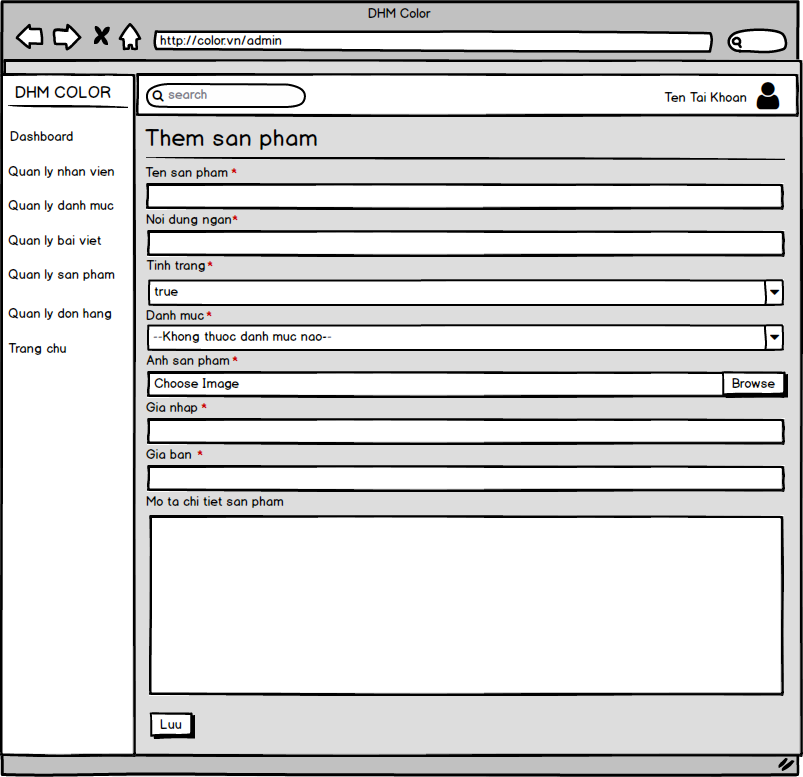 DHM Color
http://color.vn/admin
DHM COLOR
Dashboard
Quan ly nhan vien
Quan ly danh muc
Quan ly bai viet
Quan ly san pham
Quan ly don hang
Trang chu
search
Ten Tai Khoan
Them san pham
Ten san pham *
Noi dung ngan*
Tinh trang*
true
Danh muc*
--Khong thuoc danh muc nao--
Anh san pham*
Choose Image
Browse
Gia nhap *
Gia ban *
Mo ta chi tiet san pham
Luu